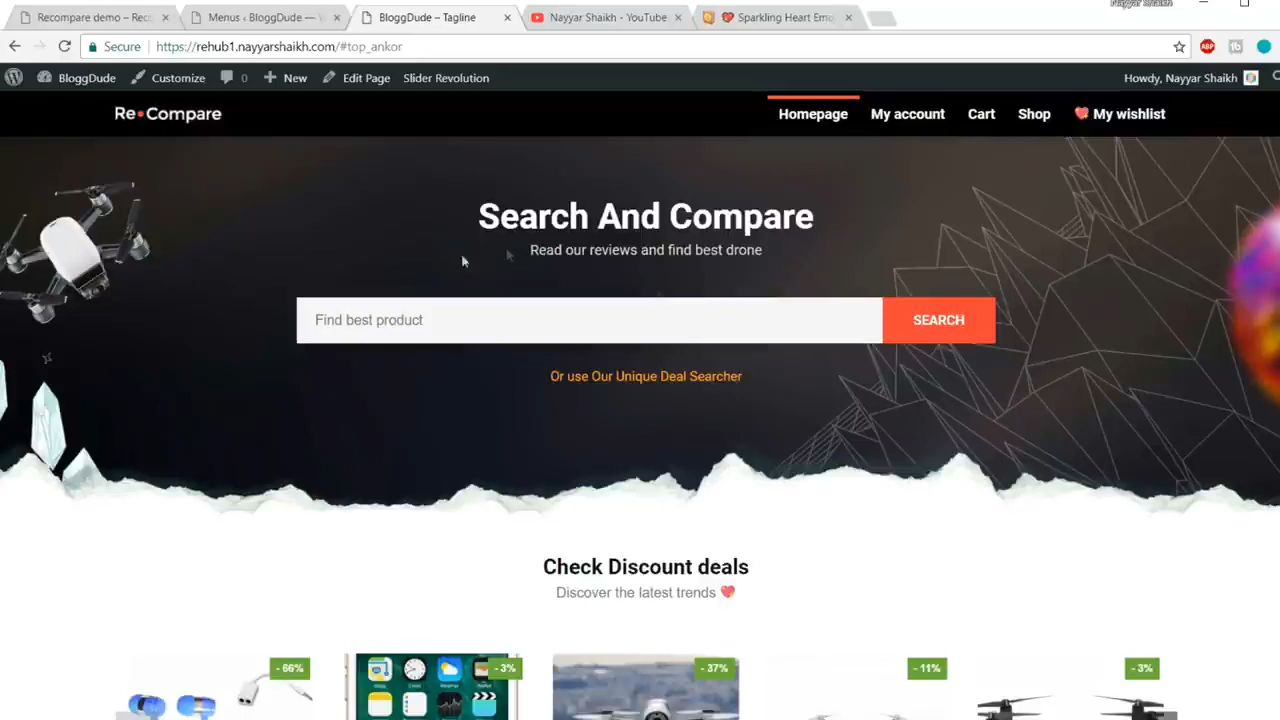 Nayyar Shaikh
Recompare demo – Rec
Menus ‹ BloggDude —
BloggDude – Tagline
Nayyar Shaikh - YouTube
Sparkling Heart Emo
Secure
https://rehub1.nayyarshaikh.com/#top_ankor
ABP
BloggDude
Customize
0
New
Edit Page
Slider Revolution
Howdy, Nayyar Shaikh
Re•Compare
Homepage
My account
Cart
Shop
My wishlist
Search And Compare
Read our reviews and find best drone
Find best product
SEARCH
Or use Our Unique Deal Searcher
Check Discount deals
Discover the latest trends 💖
- 66%
- 3%
- 37%
- 11%
- 3%